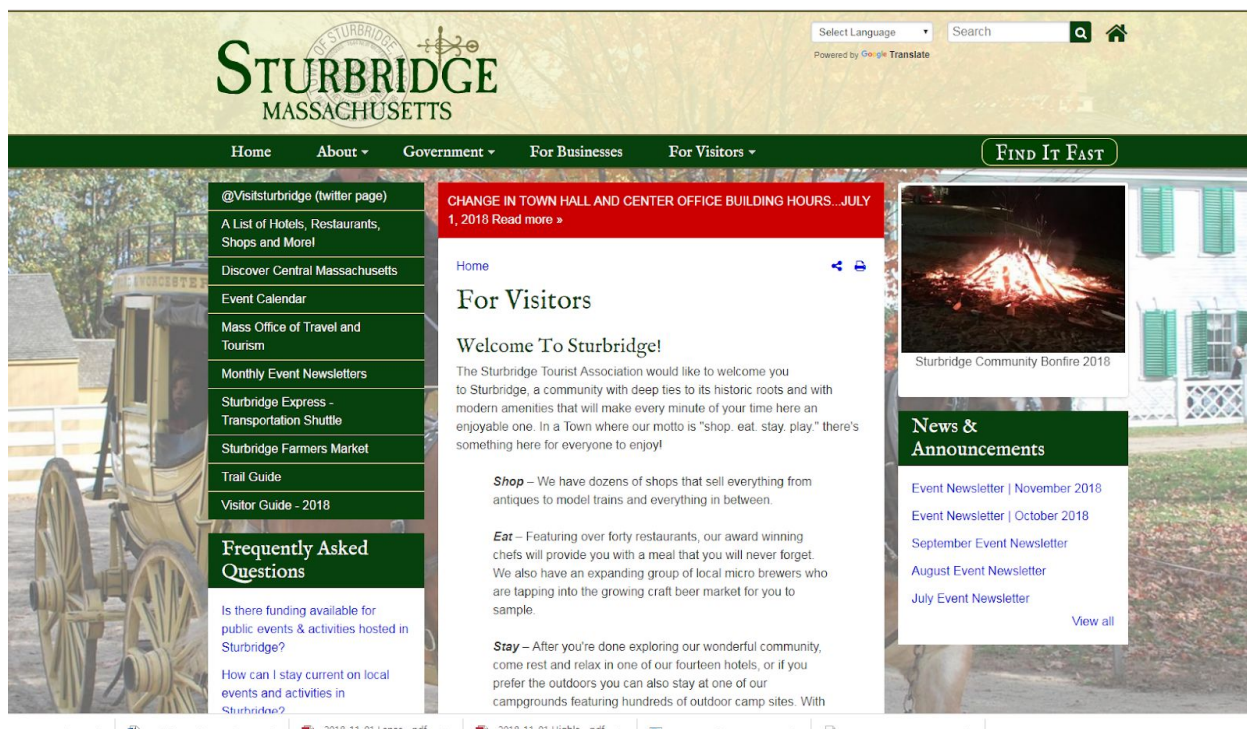 STURBRIDGE
MASSACHUSETTS
TOWN OF STURBRIDGE
Select Language
Search
Powered by Google Translate
Home
About
Government
For Businesses
For Visitors
FIND IT FAST
@Visitsturbridge (twitter page)
A List of Hotels, Restaurants,
Shops and More!
Discover Central Massachusetts
Event Calendar
Mass Office of Travel and
Tourism
Monthly Event Newsletters
Sturbridge Express -
Transportation Shuttle
Sturbridge Farmers Market
Trail Guide
Visitor Guide - 2018
Frequently Asked
Questions
Is there funding available for
public events & activities hosted in
Sturbridge?
How can I stay current on local
events and activities in
Sturbridge?
CHANGE IN TOWN HALL AND CENTER OFFICE BUILDING HOURS...JULY
1, 2018 Read more »
Home
For Visitors
Welcome To Sturbridge!
The Sturbridge Tourist Association would like to welcome you
to Sturbridge, a community with deep ties to its historic roots and with
modern amenities that will make every minute of your time here an
enjoyable one. In a Town where our motto is "shop. eat. stay. play." there's
something here for everyone to enjoy!
Shop – We have dozens of shops that sell everything from
antiques to model trains and everything in between.
Eat – Featuring over forty restaurants, our award winning
chefs will provide you with a meal that you will never forget.
We also have an expanding group of local micro brewers who
are tapping into the growing craft beer market for you to
sample.
Stay – After you're done exploring our wonderful community,
come rest and relax in one of our fourteen hotels, or if you
prefer the outdoors you can also stay at one of our
campgrounds featuring hundreds of outdoor camp sites. With
Sturbridge Community Bonfire 2018
News &
Announcements
Event Newsletter | November 2018
Event Newsletter | October 2018
September Event Newsletter
August Event Newsletter
July Event Newsletter
View all
WORCESTER